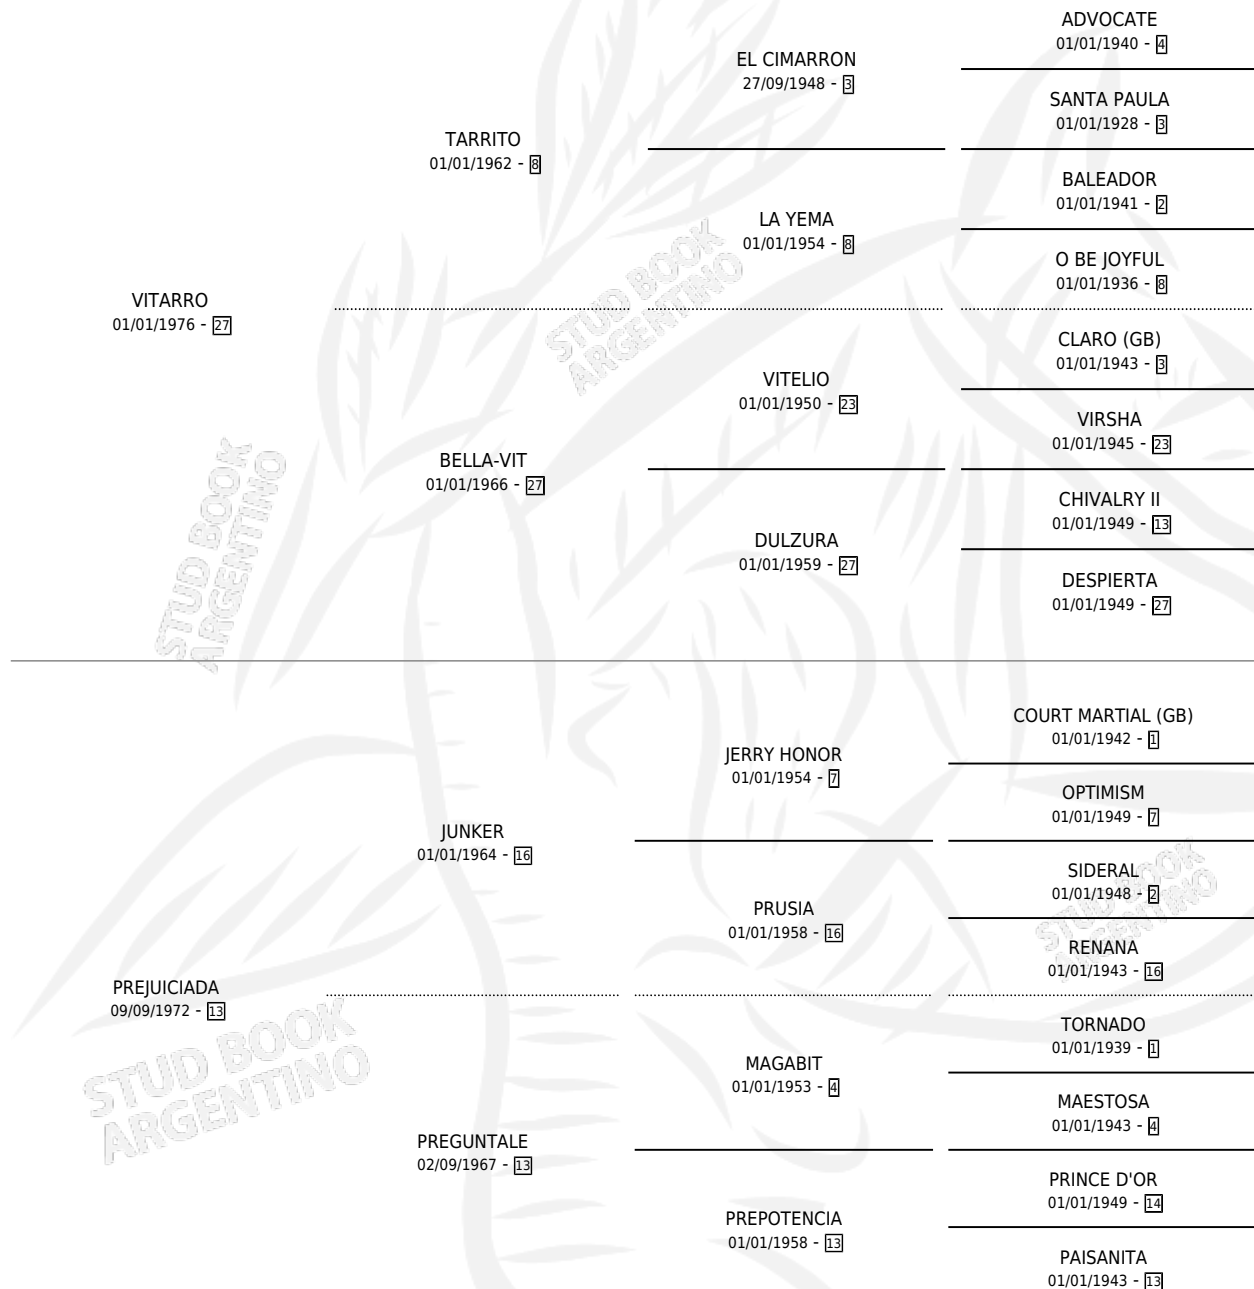 ADVOCATE
01/01/1940 - 4
EL CIMARRON
27/09/1948 - 3
SANTA PAULA
01/01/1928 - 3
TARRITO
01/01/1962 - 8
BALEADOR
01/01/1941 - 2
LA YEMA
01/01/1954 - 8
O BE JOYFUL
01/01/1936 - 8
VITARRO
01/01/1976 - 27
CLARO (GB)
01/01/1943 - 3
VITELIO
01/01/1950 - 23
VIRSHA
01/01/1945 - 23
BELLA-VIT
01/01/1966 - 27
CHIVALRY II
01/01/1949 - 13
DULZURA
01/01/1959 - 27
DESPIERTA
01/01/1949 - 27
COURT MARTIAL (GB)
01/01/1942 - 1
JERRY HONOR
01/01/1954 - 7
OPTIMISM
01/01/1949 - 7
JUNKER
01/01/1964 - 16
SIDERAL
01/01/1948 - 2
PRUSIA
01/01/1958 - 16
RENANA
01/01/1943 - 16
PREJUICIADA
09/09/1972 - 13
TORNADO
01/01/1939 - 1
MAGABIT
01/01/1953 - 4
MAESTOSA
01/01/1943 - 4
PREGUNTALE
02/09/1967 - 13
PRINCE D'OR
01/01/1949 - 14
PREPOTENCIA
01/01/1958 - 13
PAISANITA
01/01/1943 - 13
STUD BOOK
ARGENTINO
STUD BOOK
ARGENTINO
STUD BOOK
ARGENTINO
STUD BOOK
ARGENTINO